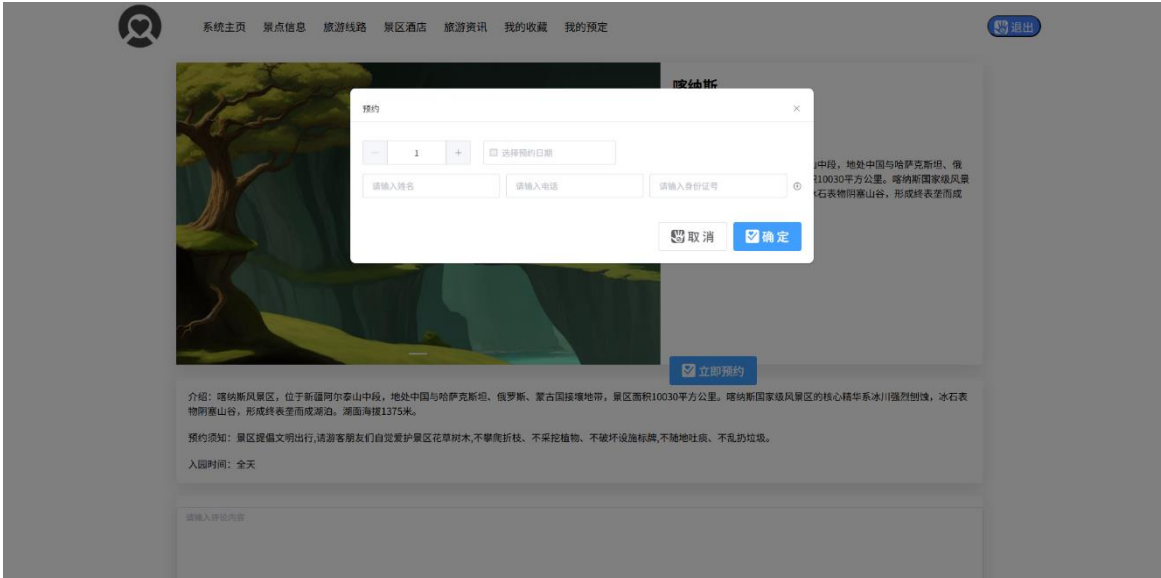 系统主页 景点信息 旅游线路 景区酒店 旅游资讯 我的收藏 我的预定
退出
喀纳斯
预约
1
选择预约日期
请输入姓名
请输入电话
请输入身份证号
取消
确定
山中段，地处中国与哈萨克斯坦、俄
积10030平方公里。喀纳斯国家级风景
冰石表物阴塞山谷，形成终表垄而成
立即预约
介绍：喀纳斯风景区，位于新疆阿尔泰山中段，地处中国与哈萨克斯坦、俄罗斯、蒙古国接壤地带，景区面积10030平方公里。喀纳斯国家级风景区的核心精华系冰川强烈刨蚀，冰石表
物阴塞山谷，形成终表垄而成湖泊。湖面海拔1375米。
预约须知：景区提倡文明出行,请游客朋友们自觉爱护景区花草树木,不攀爬折枝、不采挖植物、不破坏设施标牌,不随地吐痰、不乱扔垃圾。
入园时间：全天
请输入评论内容